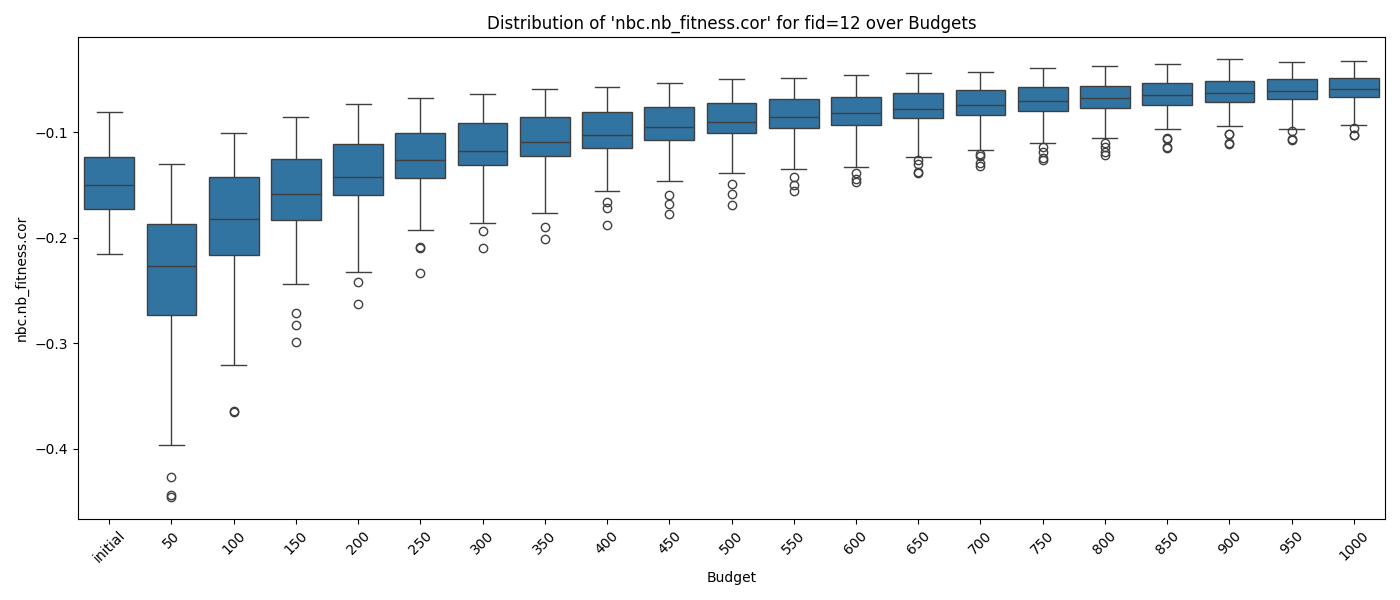 Distribution of 'nbc.nb_fitness.cor' for fid=12 over Budgets
nbc.nb_fitness.cor
−0.1
−0.2
−0.3
−0.4
initial 50 100 150 200 250 300 350 400 450 500 550 600 650 700 750 800 850 900 950 1000
Budget